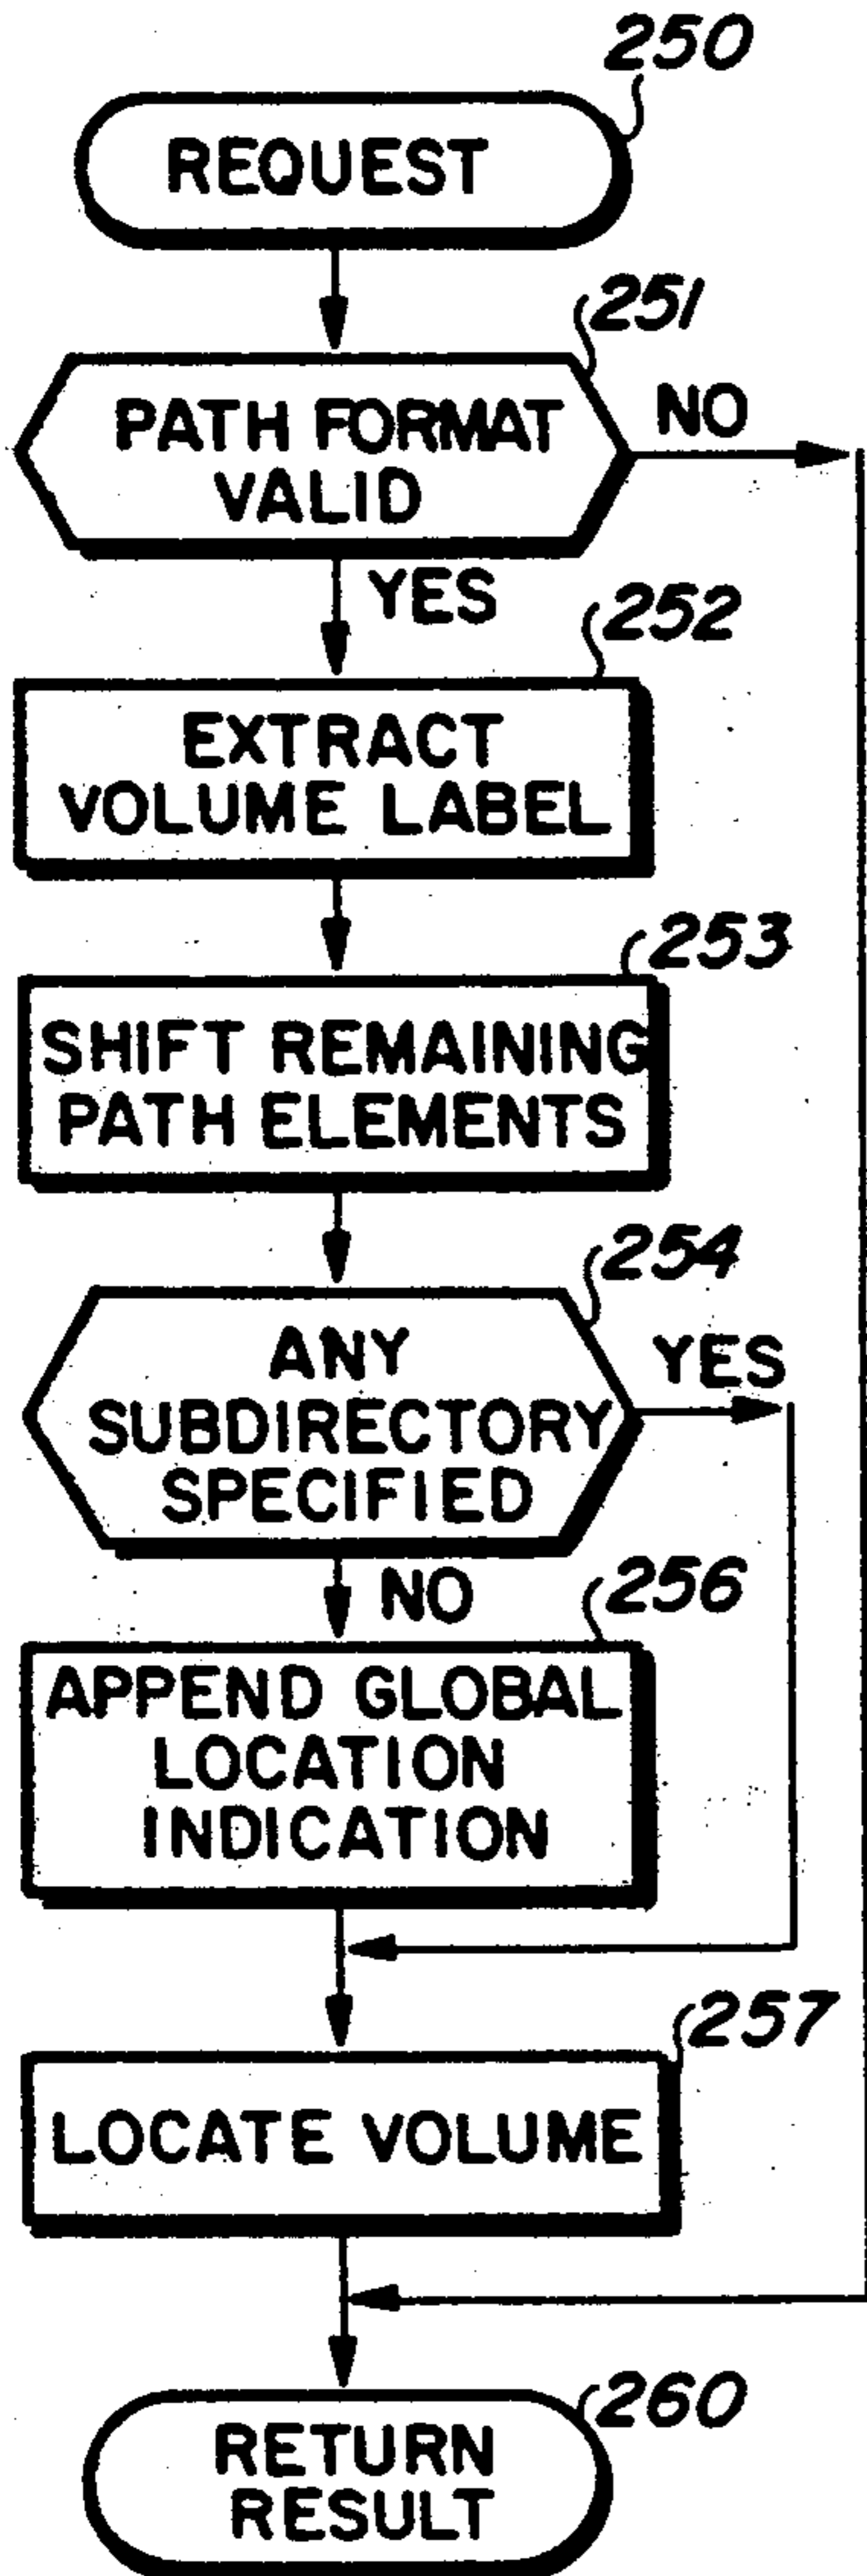 250
REQUEST
251
PATH FORMAT
VALID
NO
YES
252
EXTRACT
VOLUME LABEL
253
SHIFT REMAINING
PATH ELEMENTS
254
ANY
SUBDIRECTORY
SPECIFIED
YES
NO
256
APPEND GLOBAL
LOCATION
INDICATION
257
LOCATE VOLUME
260
RETURN
RESULT